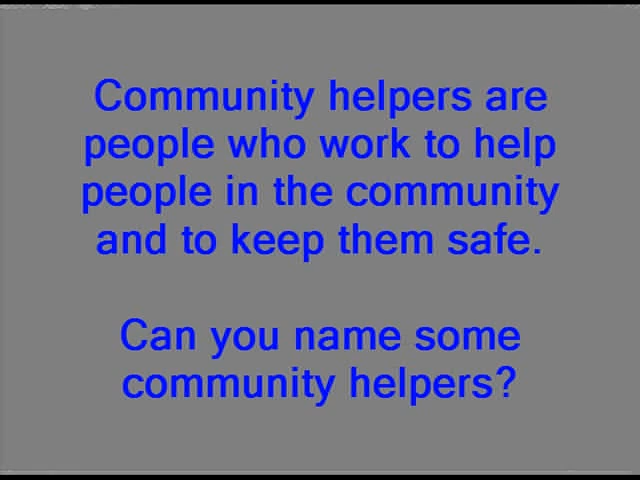 Community helpers are
people who work to help
people in the community
and to keep them safe.
Can you name some
community helpers?